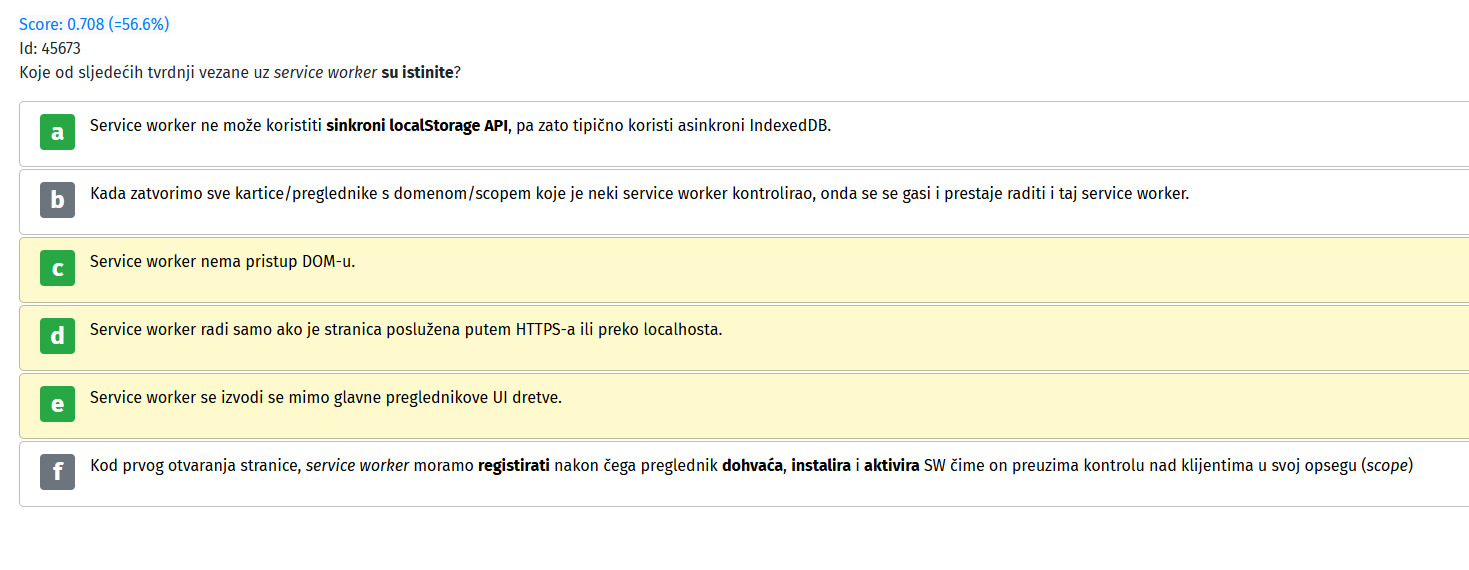 Score: 0.708 (=56.6%)
Id: 45673
Koje od sljedećih tvrdnji vezane uz service worker su istinite?
a Service worker ne može koristiti sinkroni localStorage API, pa zato tipično koristi asinkroni IndexedDB.
b Kada zatvorimo sve kartice/preglednike s domenom/scopem koje je neki service worker kontrolirao, onda se se gasi i prestaje raditi i taj service worker.
c Service worker nema pristup DOM-u.
d Service worker radi samo ako je stranica poslužena putem HTTPS-a ili preko localhosta.
e Service worker se izvodi se mimo glavne preglednikove UI dretve.
f Kod prvog otvaranja stranice, service worker moramo registirati nakon čega preglednik dohvaća, instalira i aktivira SW čime on preuzima kontrolu nad klijentima u svoj opsegu (scope)